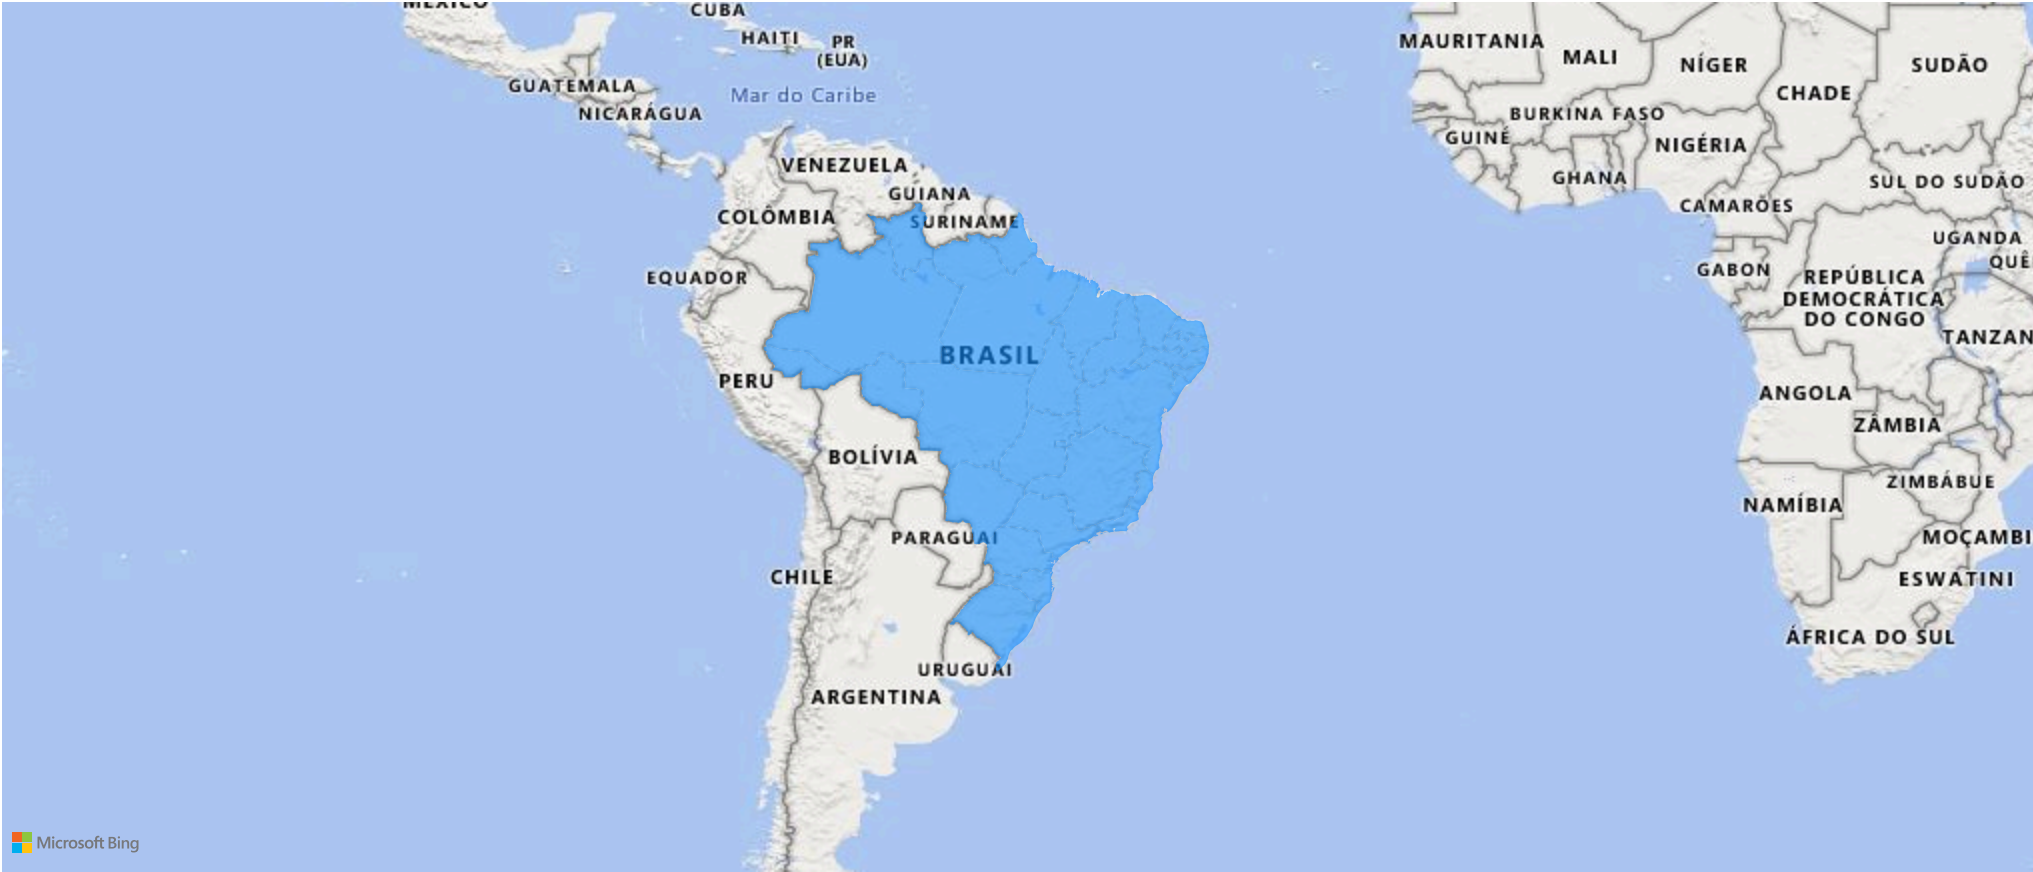 MÉXICO
CUBA
HAITI
PR
(EUA)
GUATEMALA
Mar do Caribe
NICARÁGUA
VENEZUELA
GUIANA
COLÔMBIA
SURINAME
EQUADOR
BRASIL
PERU
BOLÍVIA
PARAGUAI
CHILE
URUGUAI
ARGENTINA
MAURITANIA
MALI
NÍGER
SUDÃO
CHADE
BURKINA FASO
GUINÉ
NIGÉRIA
GHANA
SUL DO SUDÃO
CAMARÕES
UGANDA
QUÊ
GABON
REPÚBLICA
DEMOCRÁTICA
DO CONGO
TANZAN
ANGOLA
ZÂMBIA
ZIMBÁBUE
NAMÍBIA
MOÇAMBI
ESWATINI
ÁFRICA DO SUL
Microsoft Bing